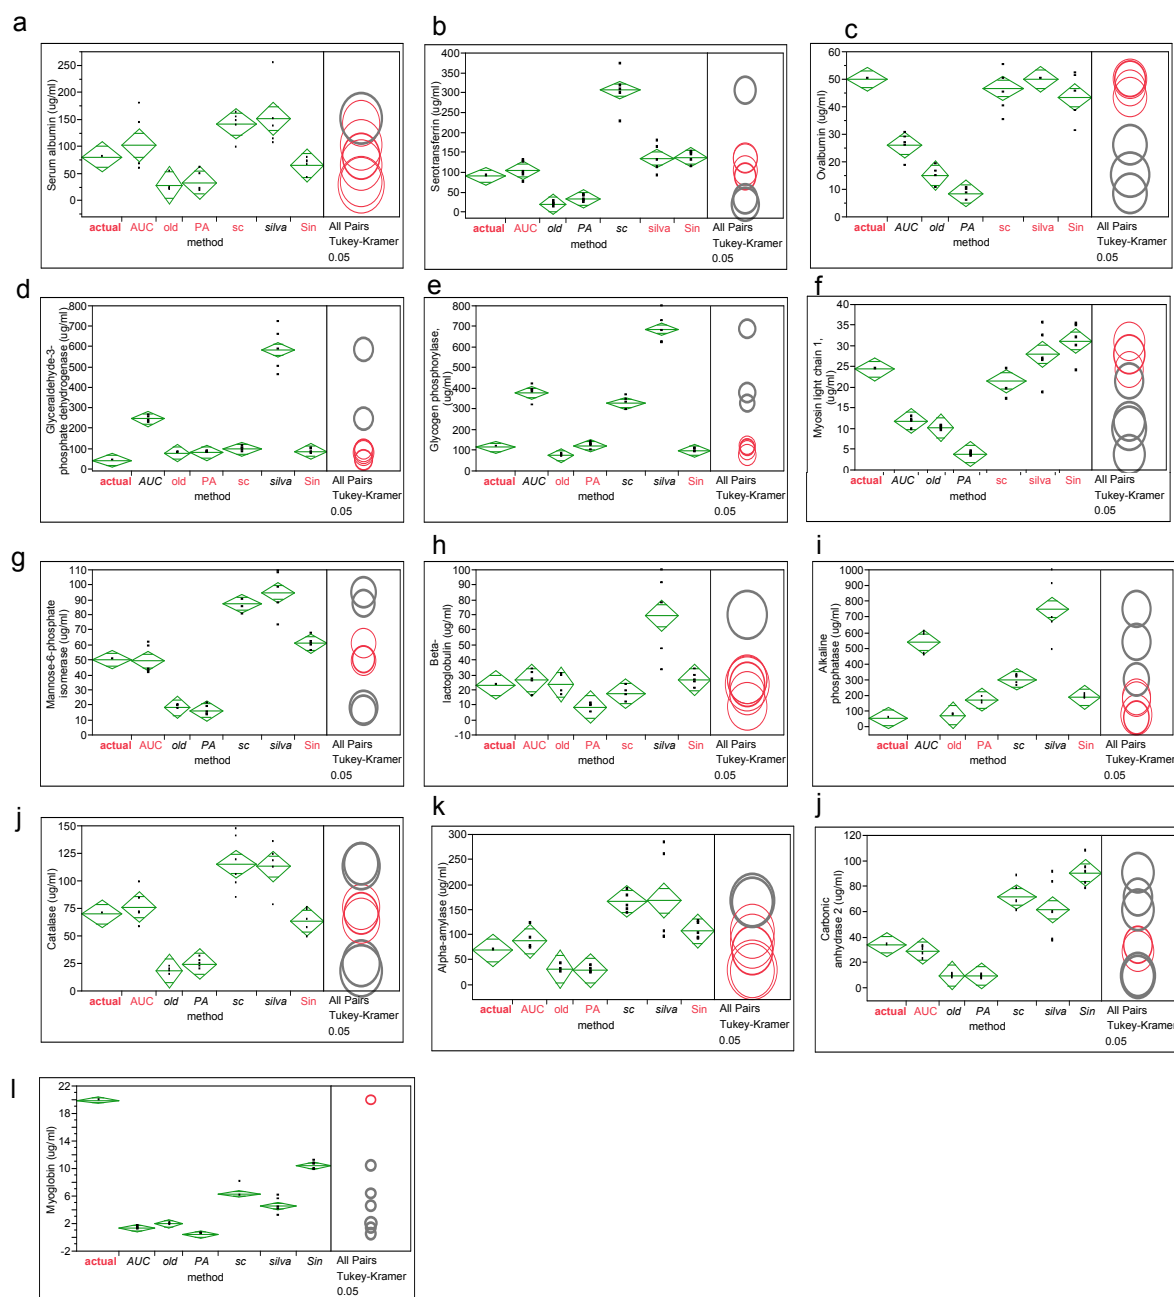 a
Serum albumin (ug/ml)
250
200
150
100
50
0
actual AUC old PA sc silva Sin
method
All Pairs
Tukey-Kramer
0.05
b
Serotransferrin (ug/ml)
400
350
300
250
200
150
100
50
0
actual AUC old PA sc silva Sin
method
All Pairs
Tukey-Kramer
0.05
c
Ovalbumin (ug/ml)
60
50
40
30
20
10
0
actual AUC old PA sc silva Sin
method
All Pairs
Tukey-Kramer
0.05
d
Glyceraldehyde-3-
phosphate dehydrogenase (ug/ml)
800
700
600
500
400
300
200
100
0
actual AUC old PA sc silva Sin
method
All Pairs
Tukey-Kramer
0.05
e
Glycogen phosphorylase,
(ug/ml)
800
700
600
500
400
300
200
100
0
actual AUC old PA sc silva Sin
method
All Pairs
Tukey-Kramer
0.05
f
Myosin light chain 1,
(ug/ml)
40
35
30
25
20
15
10
5
0
actual AUC old PA sc silva Sin
method
All Pairs
Tukey-Kramer
0.05
g
Mannose-6-phosphate
isomerase (ug/ml)
110
100
90
80
70
60
50
40
30
20
10
0
actual AUC old PA sc silva Sin
method
All Pairs
Tukey-Kramer
0.05
h
Beta-
lactoglobulin (ug/ml)
100
90
80
70
60
50
40
30
20
10
0
-10
actual AUC old PA sc silva Sin
method
All Pairs
Tukey-Kramer
0.05
i
Alkaline
phosphatase (ug/ml)
1000
900
800
700
600
500
400
300
200
100
0
actual AUC old PA sc silva Sin
method
All Pairs
Tukey-Kramer
0.05
j
Catalase (ug/ml)
150
125
100
75
50
25
0
actual AUC old PA sc silva Sin
method
All Pairs
Tukey-Kramer
0.05
k
Alpha-amylase (ug/ml)
300
250
200
150
100
50
0
actual AUC old PA sc silva Sin
method
All Pairs
Tukey-Kramer
0.05
j
Carbonic
anhydrase 2 (ug/ml)
120
100
80
60
40
20
0
actual AUC old PA sc silva Sin
method
All Pairs
Tukey-Kramer
0.05
l
Myoglobin (ug/ml)
22
18
14
10
6
2
-2
actual AUC old PA sc silva Sin
method
All Pairs
Tukey-Kramer
0.05